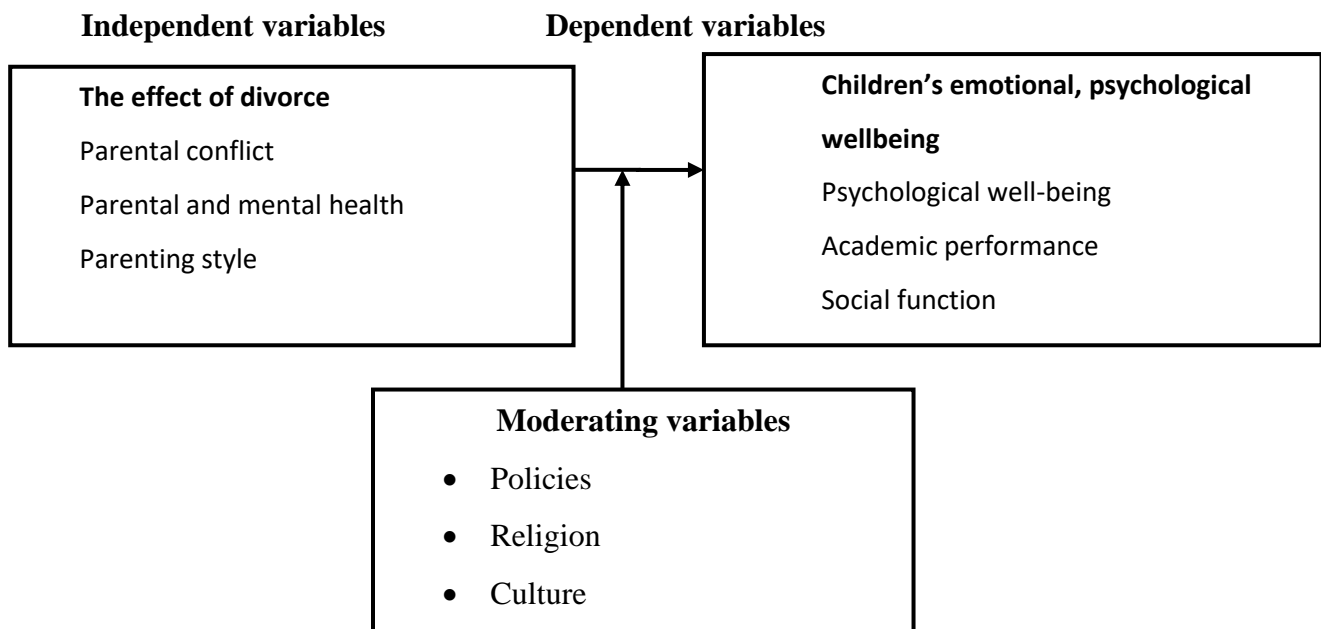 Independent variables
Dependent variables
The effect of divorce
Parental conflict
Parental and mental health
Parenting style
Children’s emotional, psychological
wellbeing
Psychological well-being
Academic performance
Social function
Moderating variables
• Policies
• Religion
• Culture